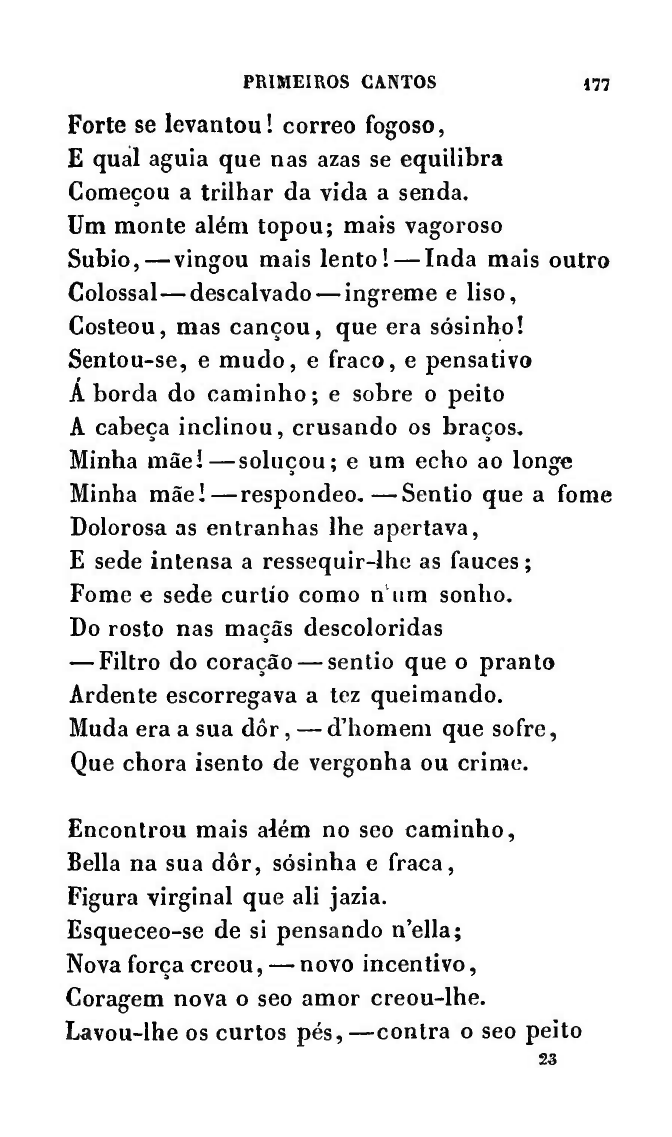 PRIMEIROS CANTOS 177
Forte se levantou! correo fogoso,
E qual aguia que nas azas se equilibra
Começou a trilhar da vida a senda.
Um monte além topou; mais vagoroso
Subio,—vingou mais lento!—Inda mais outro
Colossal—descalvado—ingreme e liso,
Costeou, mas cançou, que era sósinho!
Sentou-se, e mudo, e fraco, e pensativo
Á borda do caminho; e sobre o peito
A cabeça inclinou, crusando os braços.
Minha mãe!—soluçou; e um echo ao longe
Minha mãe!—respondeo.—Sentio que a fome
Dolorosa as entranhas lhe apertava,
E sede intensa a ressequir-lhe as fauces;
Fome e sede curtío como n'um sonho.
Do rosto nas maçãs descoloridas
—Filtro do coração—sentio que o pranto
Ardente escorregava a tez queimando.
Muda era a sua dôr,—d'homem que sofre,
Que chora isento de vergonha ou crime.

Encontrou mais além no seo caminho,
Bella na sua dôr, sósinha e fraca,
Figura virginal que ali jazia.
Esqueceo-se de si pensando n'ella;
Nova força creou,—novo incentivo,
Coragem nova o seo amor creou-lhe.
Lavou-lhe os curtos pés,—contra o seo peito
23